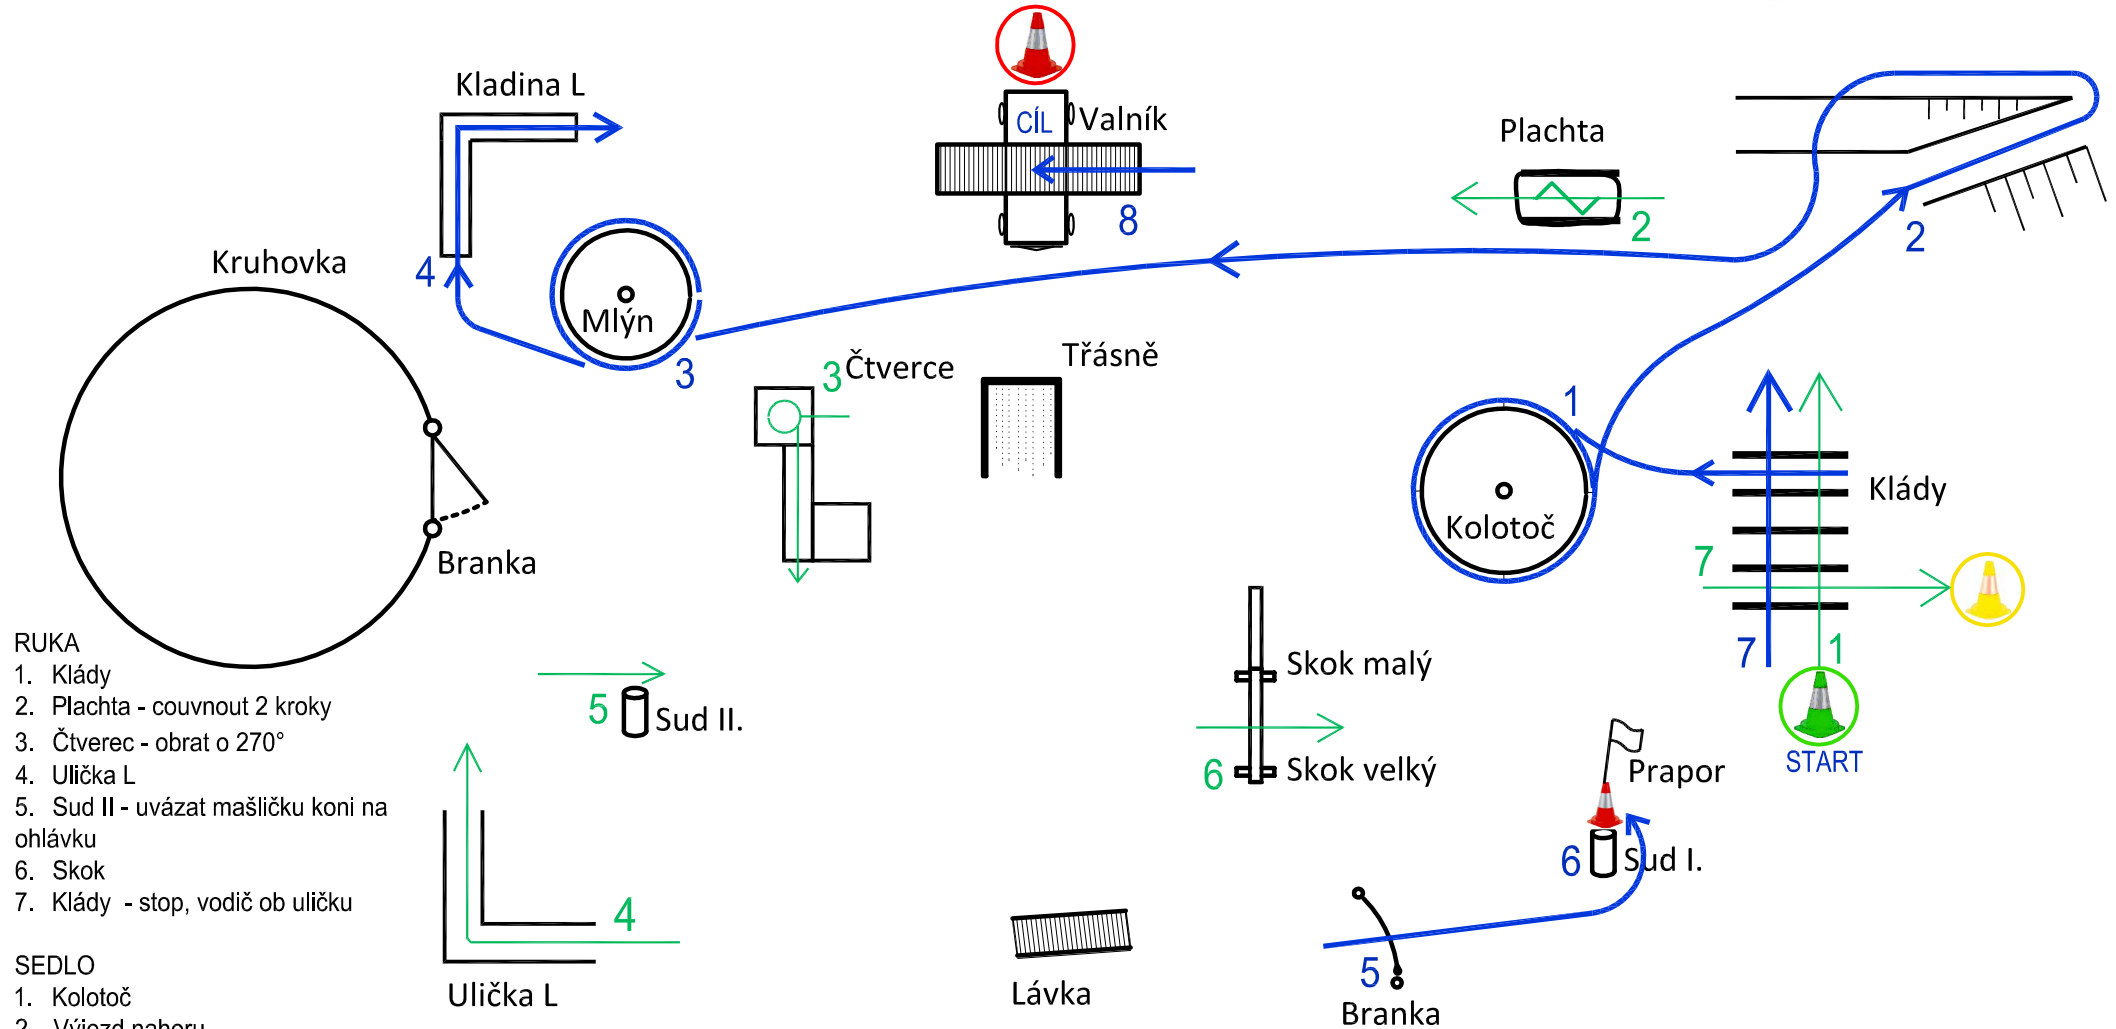 Kladina L
CÍL
Valník
8
Plachta
2
2
Kruhovka
4
Mlýn
3
3
Čtverce
Třásně
1
Kolotoč
Klády
7
7
1
START
Branka
5
Sud II.
Skok malý
6
Skok velký
Prapor
6
Sud I.
4
Ulička L
Lávka
5
Branka
RUKA
1. Klády
2. Plachta - couvnout 2 kroky
3. Čtverec - obrat o 270°
4. Ulička L
5. Sud II - uvázat mašličku koni na
ohlávku
6. Skok
7. Klády - stop, vodič ob uličku
SEDLO
1. Kolotoč
2. Výjezd nahoru